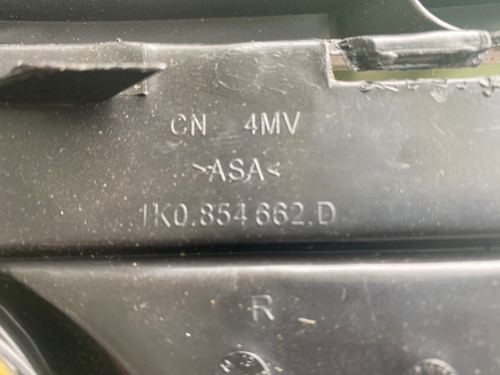 CN 4MV
>ASA<
1K0.854 662.D
R